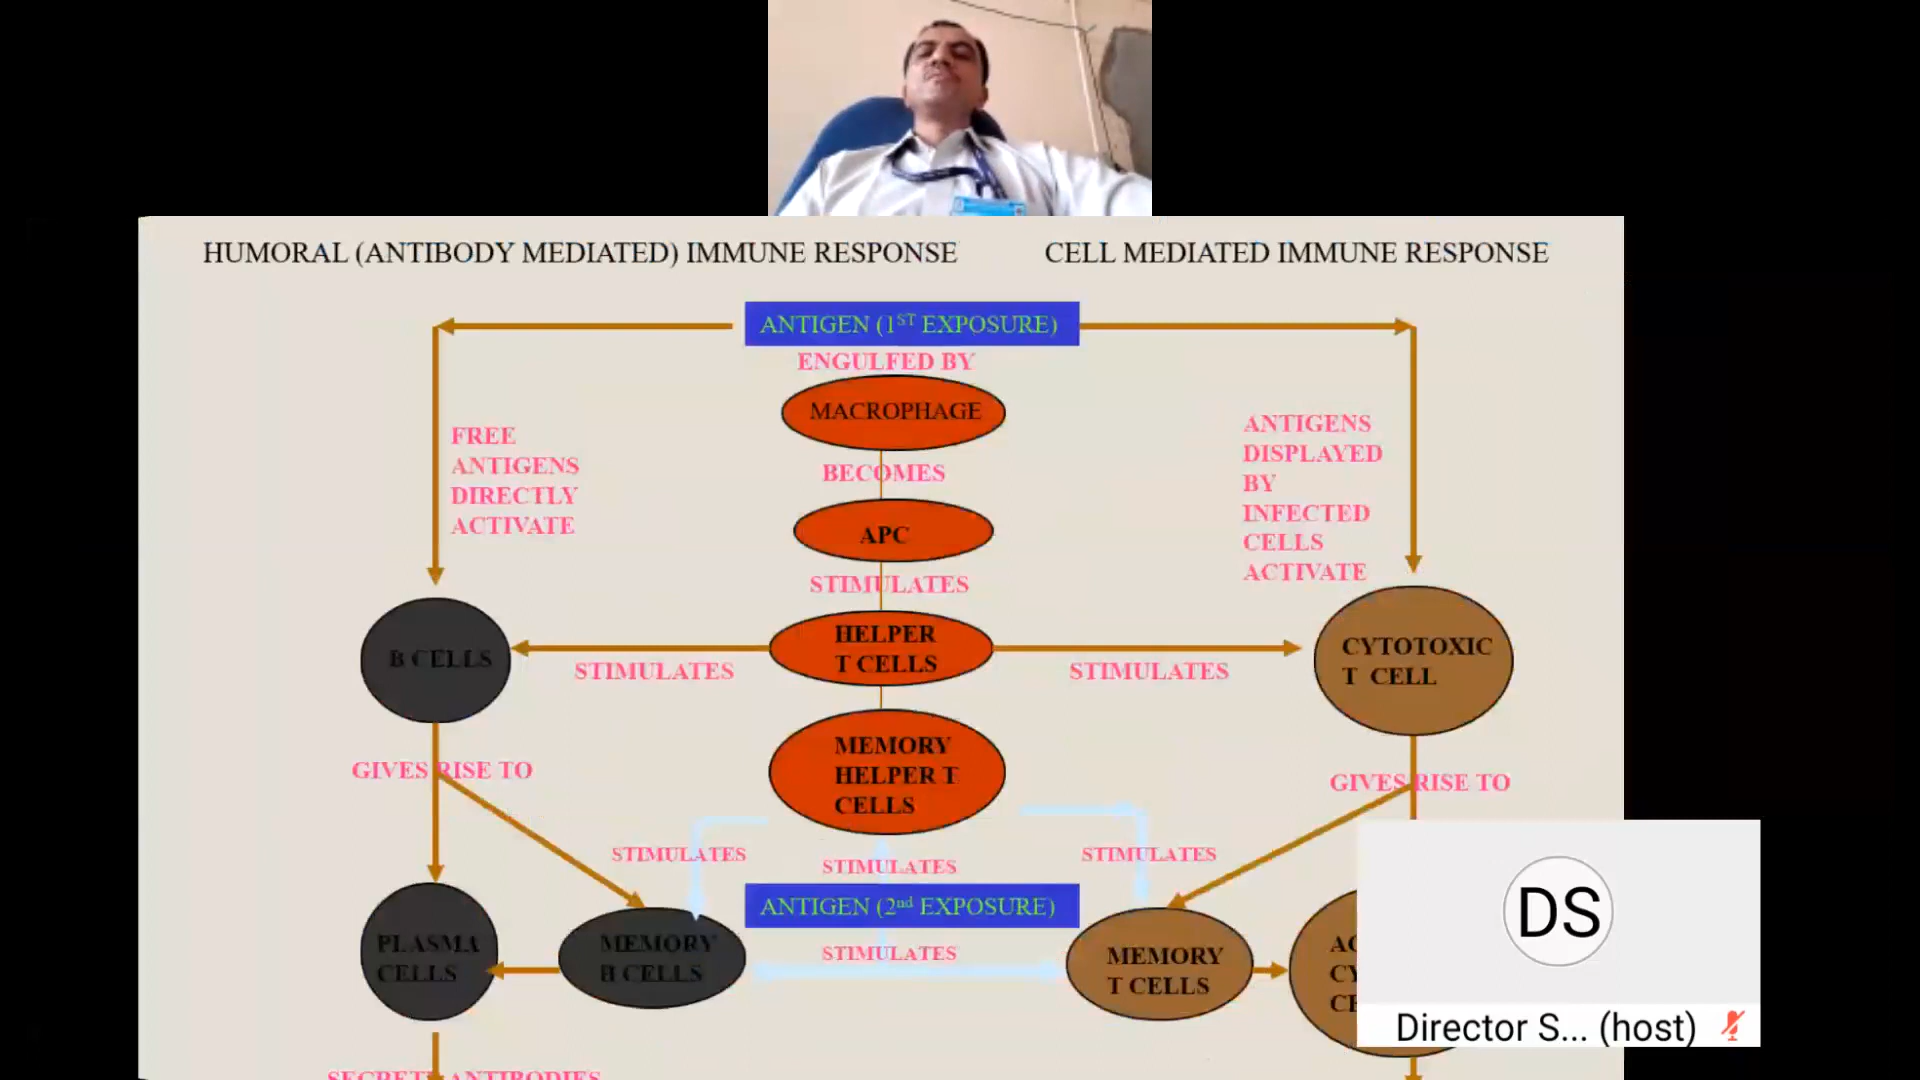 HUMORAL (ANTIBODY MEDIATED) IMMUNE RESPONSE
CELL MEDIATED IMMUNE RESPONSE
ANTIGEN (1ST EXPOSURE)
ENGULFED BY
MACROPHAGE
BECOMES
APC
STIMULATES
FREE
ANTIGENS
DIRECTLY
ACTIVATE
ANTIGENS
DISPLAYED
BY
INFECTED
CELLS
ACTIVATE
B CELLS
STIMULATES
HELPER
T CELLS
STIMULATES
CYTOTOXIC
T CELL
GIVES RISE TO
MEMORY
HELPER T
CELLS
GIVES RISE TO
STIMULATES
STIMULATES
STIMULATES
ANTIGEN (2nd EXPOSURE)
STIMULATES
PLASMA
CELLS
MEMORY
B CELLS
MEMORY
T CELLS
DS
Director S... (host)